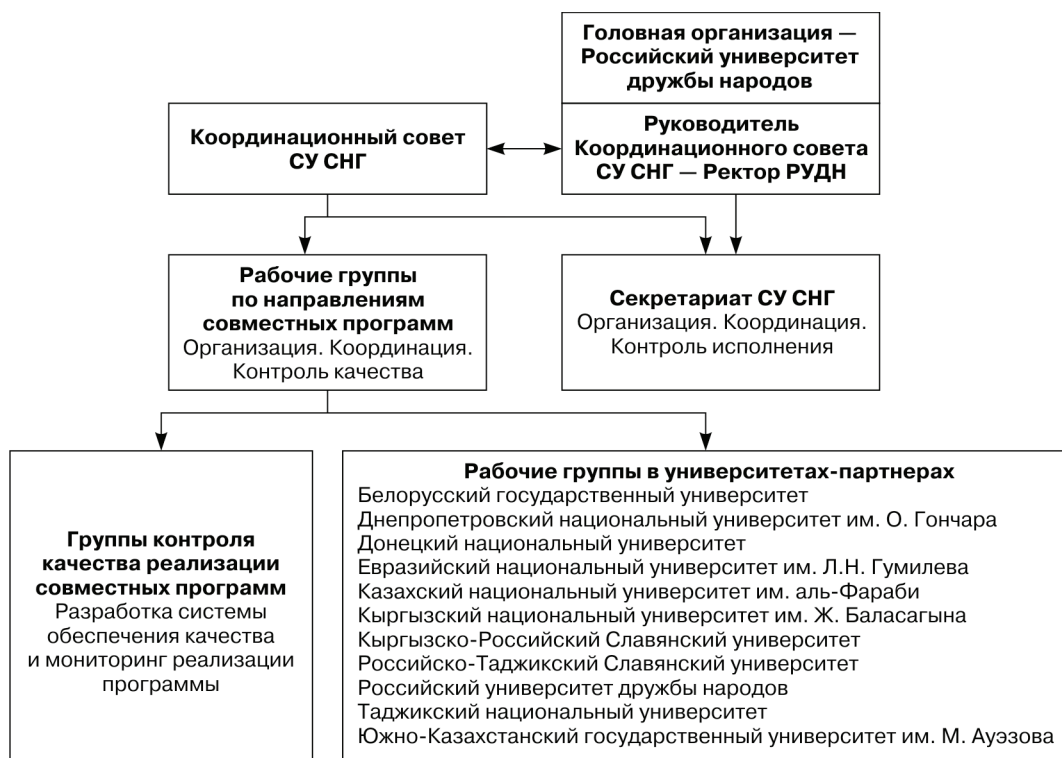 Головная организация —
Российский университет
дружбы народов
Координационный совет
СУ СНГ
Руководитель
Координационного совета
СУ СНГ — Ректор РУДН
Рабочие группы
по направлениям
совместных программ
Организация. Координация.
Контроль качества
Секретариат СУ СНГ
Организация. Координация.
Контроль исполнения
Группы контроля
качества реализации
совместных программ
Разработка системы
обеспечения качества
и мониторинг реализации
программы
Рабочие группы в университетах-партнерах
Белорусский государственный университет
Днепропетровский национальный университет им. О. Гончара
Донецкий национальный университет
Евразийский национальный университет им. Л.Н. Гумилева
Казахский национальный университет им. аль-Фараби
Кыргызский национальный университет им. Ж. Баласагына
Кыргызско-Российский Славянский университет
Российско-Таджикский Славянский университет
Российский университет дружбы народов
Таджикский национальный университет
Южно-Казахстанский государственный университет им. М. Ауэзова